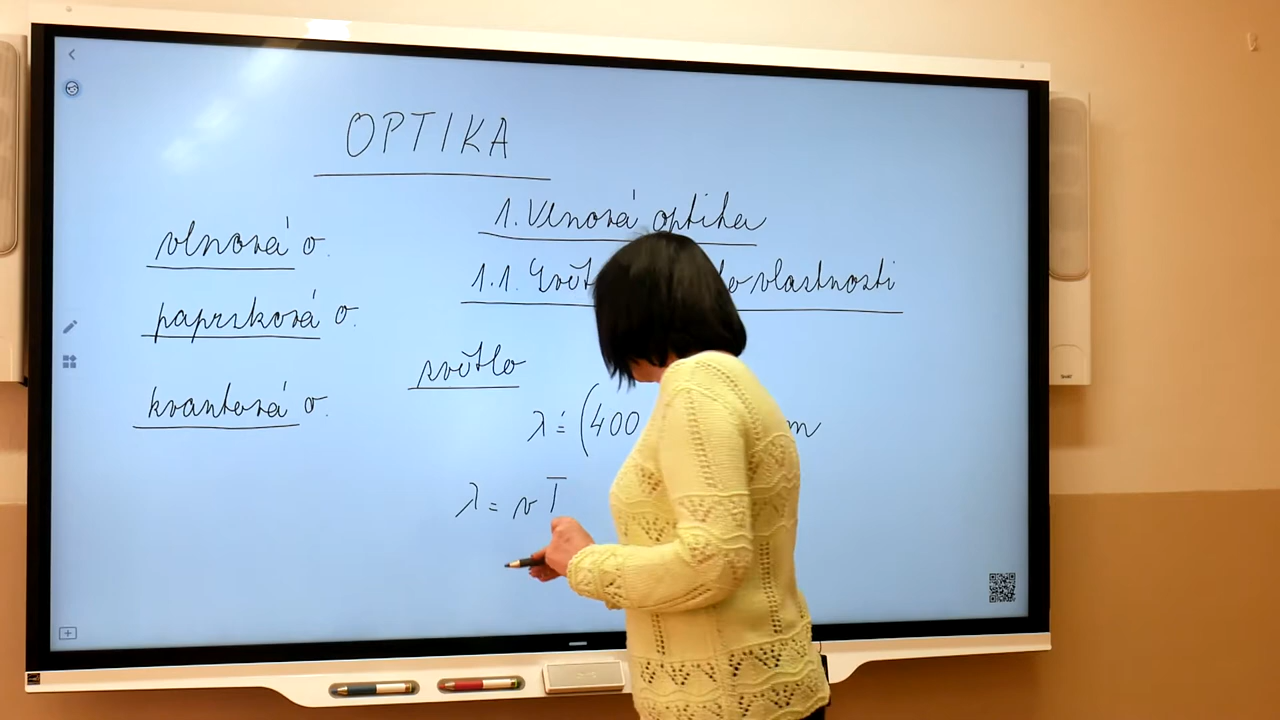 OPTIKA
vlnová o.
paprsková o.
kvantová o.
1. Vlnová optika
1.1. vlastnosti
světlo
λ ≐ (400 m
λ = v T